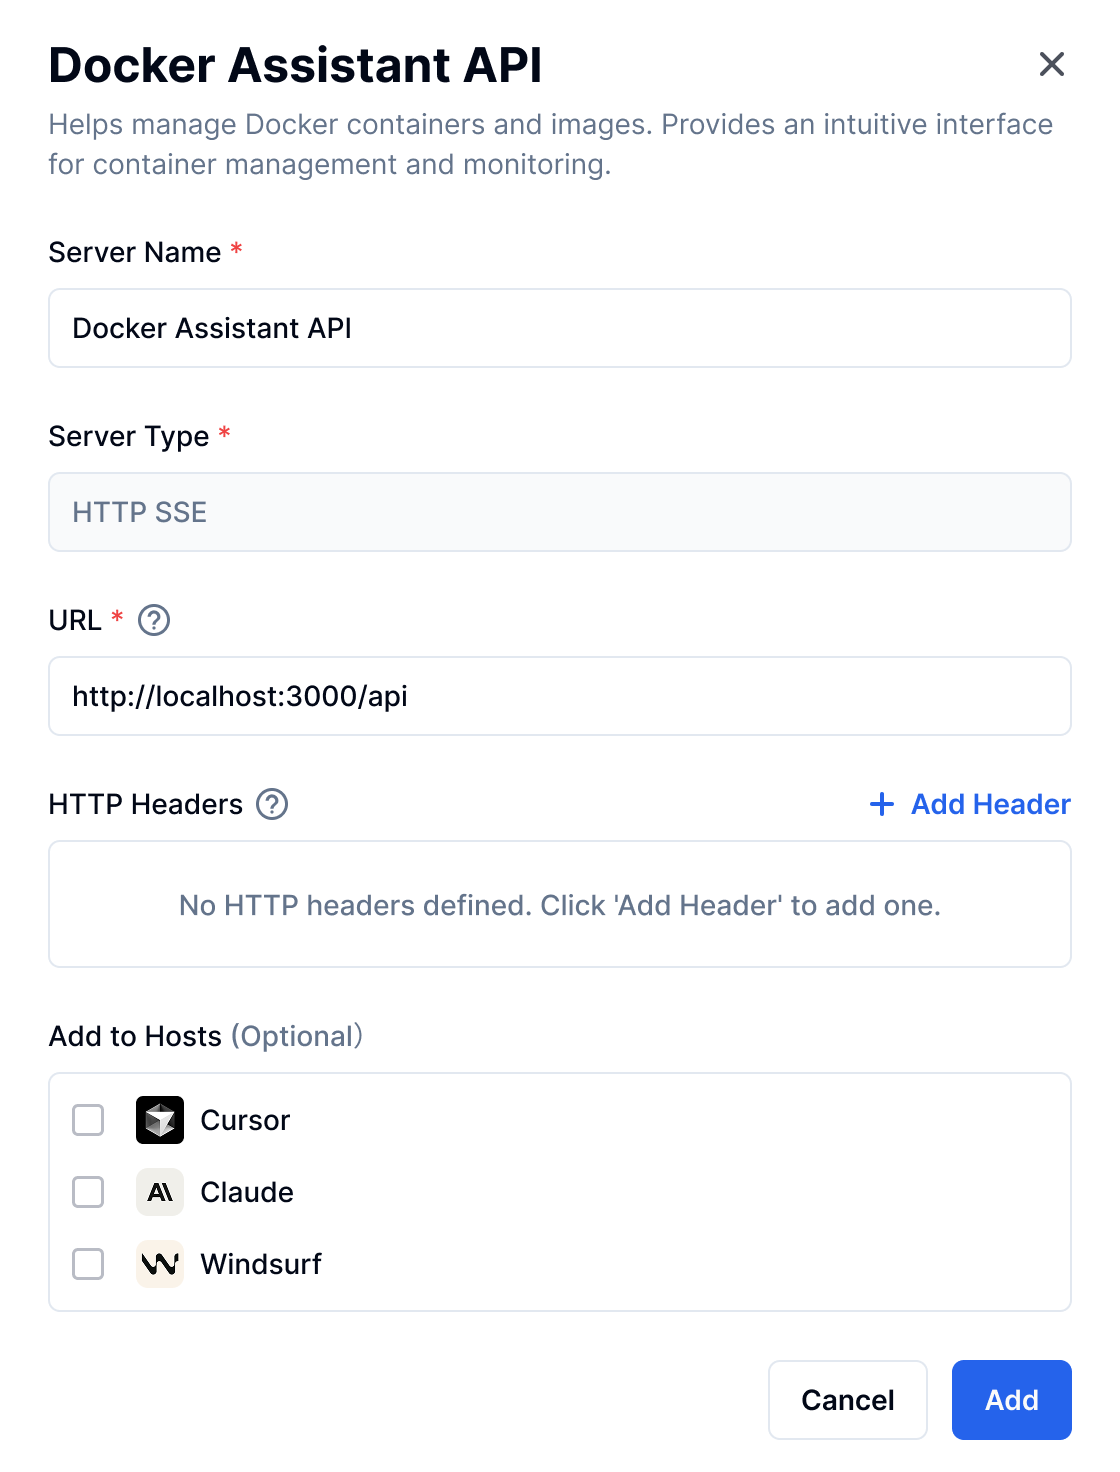 Docker Assistant API
Helps manage Docker containers and images. Provides an intuitive interface
for container management and monitoring.
Server Name *
Docker Assistant API
Server Type *
HTTP SSE
URL *
http://localhost:3000/api
HTTP Headers
+ Add Header
No HTTP headers defined. Click 'Add Header' to add one.
Add to Hosts (Optional)
Cursor
Claude
Windsurf
Cancel
Add